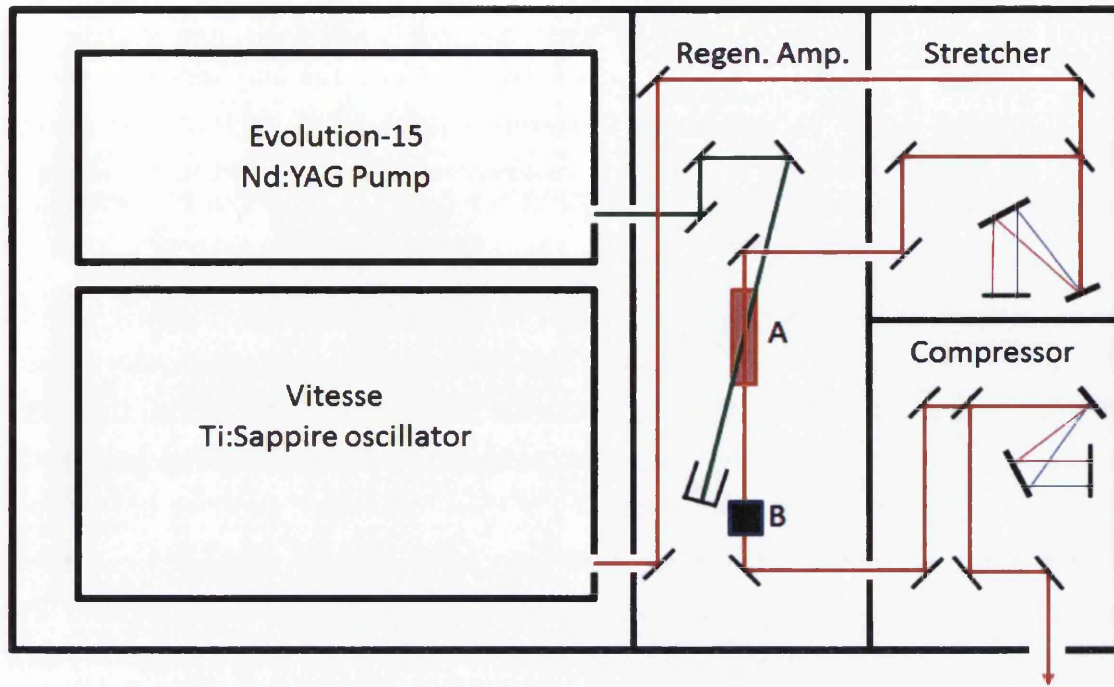 Evolution-15
Nd:YAG Pump
Vitesse
Ti:Sappire oscillator
Regen. Amp.
A
B
Stretcher
Compressor